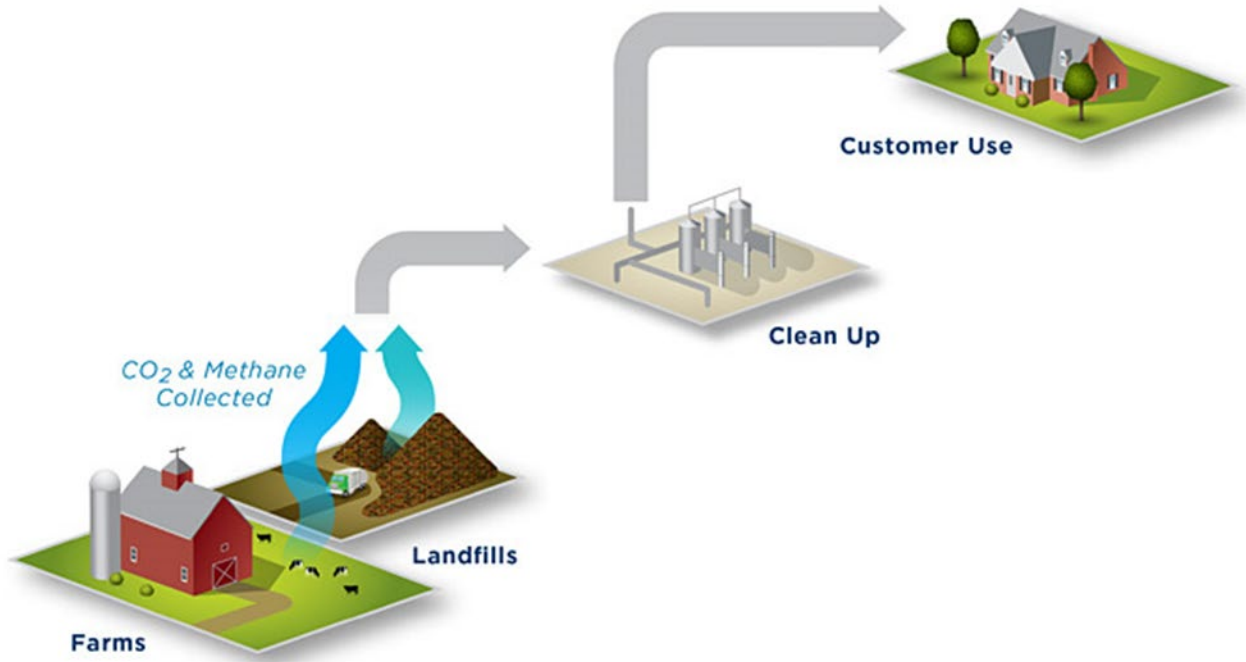 Customer Use
Clean Up
CO₂ & Methane
Collected
Landfills
Farms